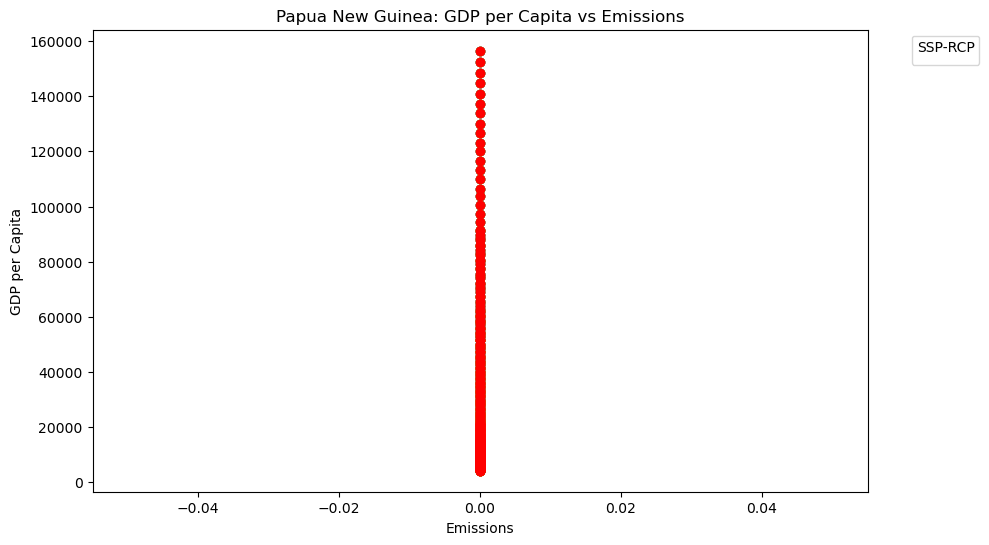 Papua New Guinea: GDP per Capita vs Emissions
SSP-RCP
160000
140000
120000
100000
80000
60000
40000
20000
0
GDP per Capita
−0.04 −0.02 0.00 0.02 0.04
Emissions